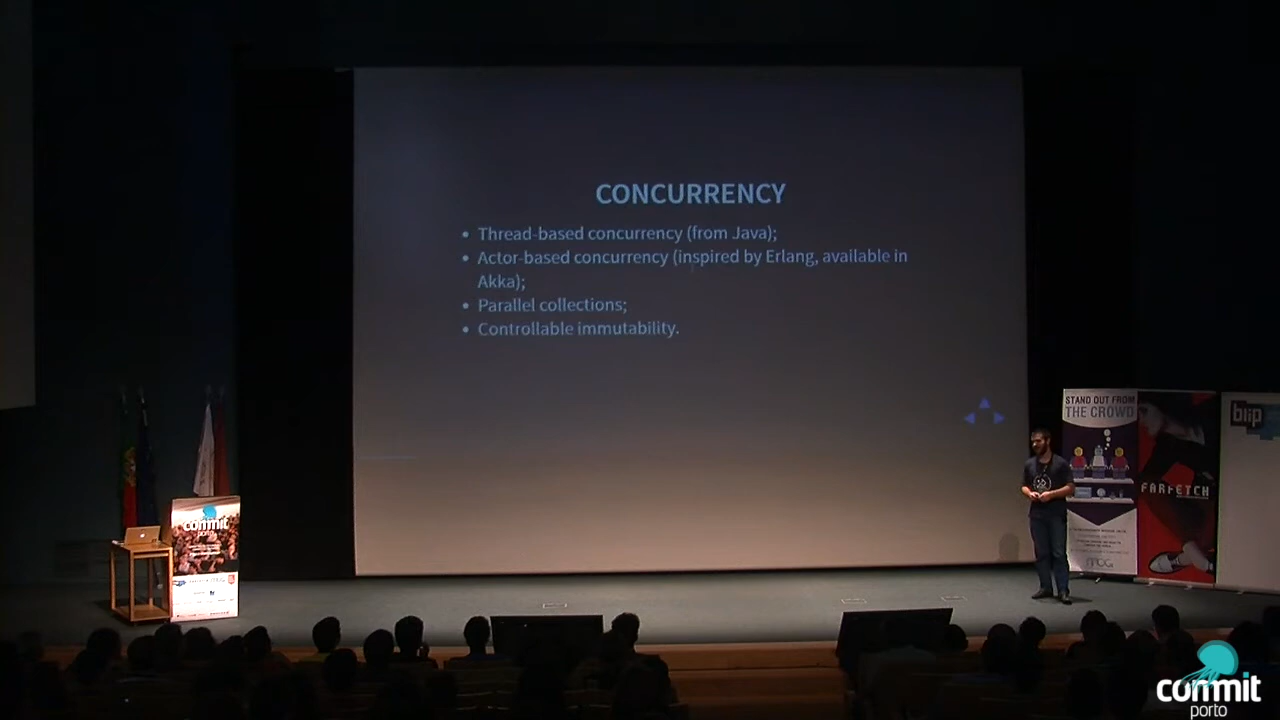 CONCURRENCY
• Thread-based concurrency (from Java);
• Actor-based concurrency (inspired by Erlang, available in
Akka);
• Parallel collections;
• Controllable immutability.
STAND OUT FROM
THE CROWD
FARFETCH
blip
commit
porto
commit
porto